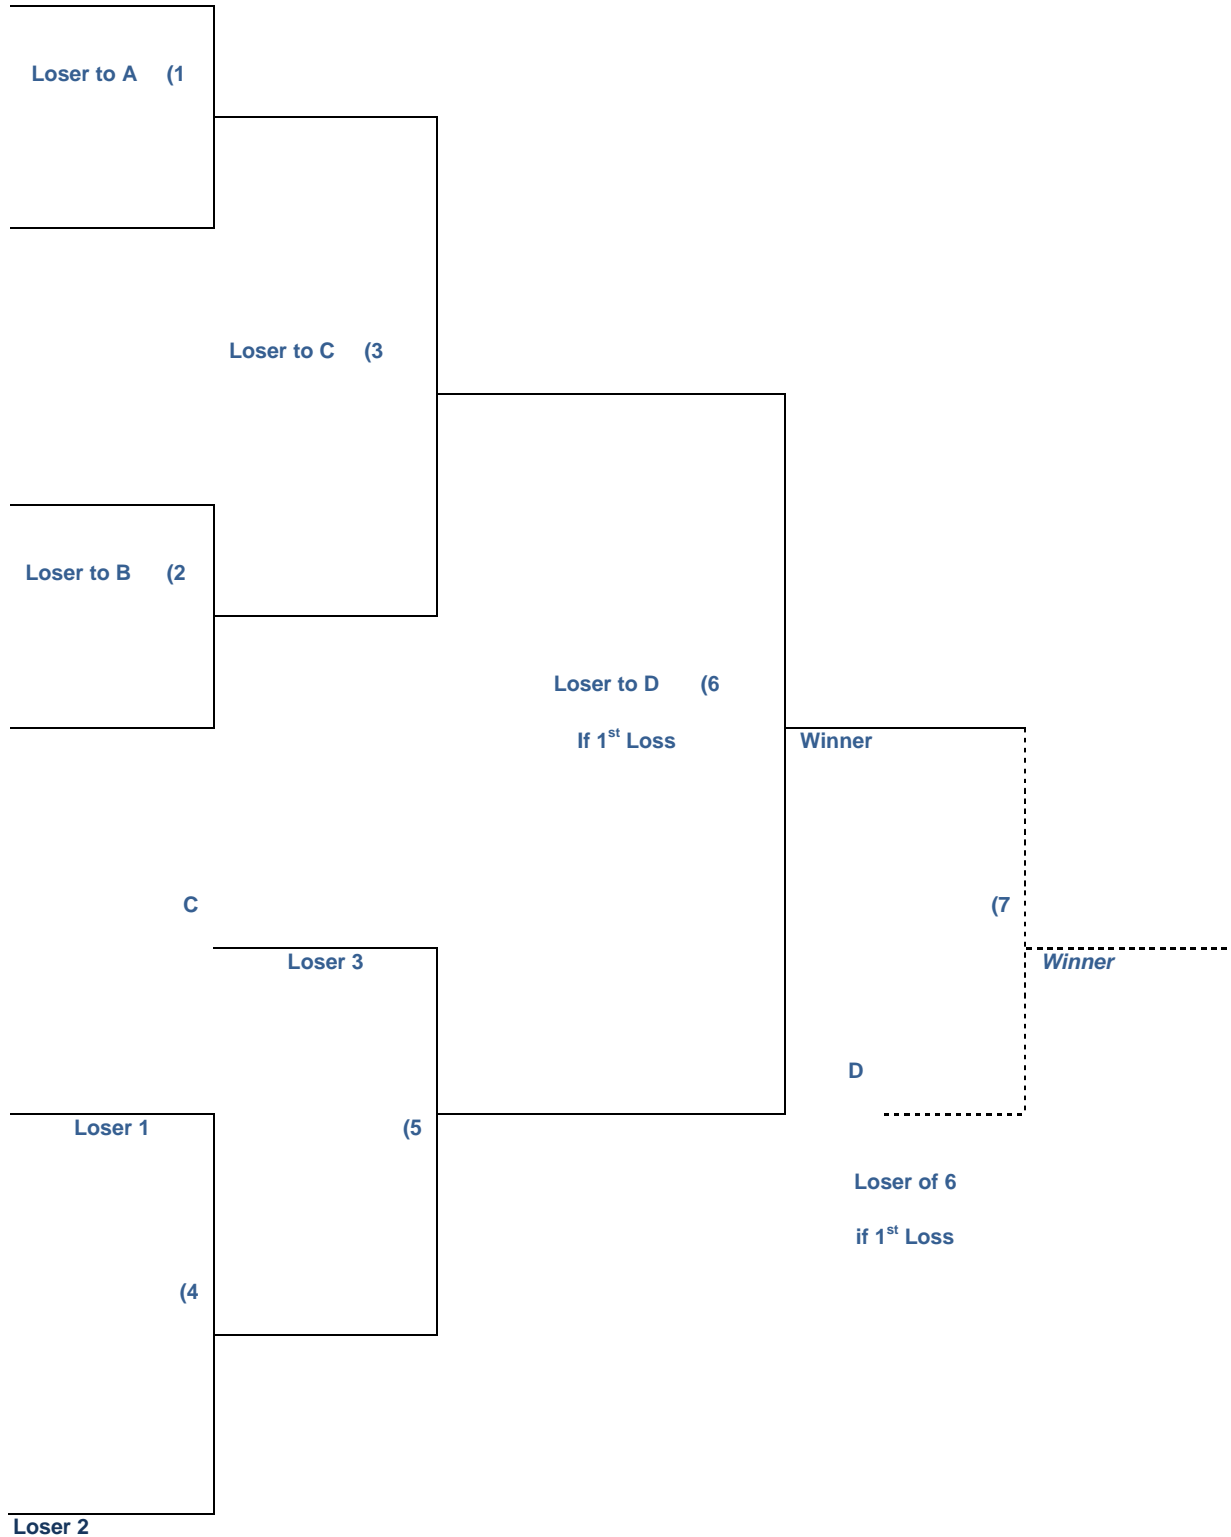 Loser to A (1
Loser to C (3
Loser to B (2
Loser to D (6
If 1st Loss
Winner
C
(7
Loser 3
Winner
D
Loser 1
(5
Loser of 6
if 1st Loss
(4
Loser 2